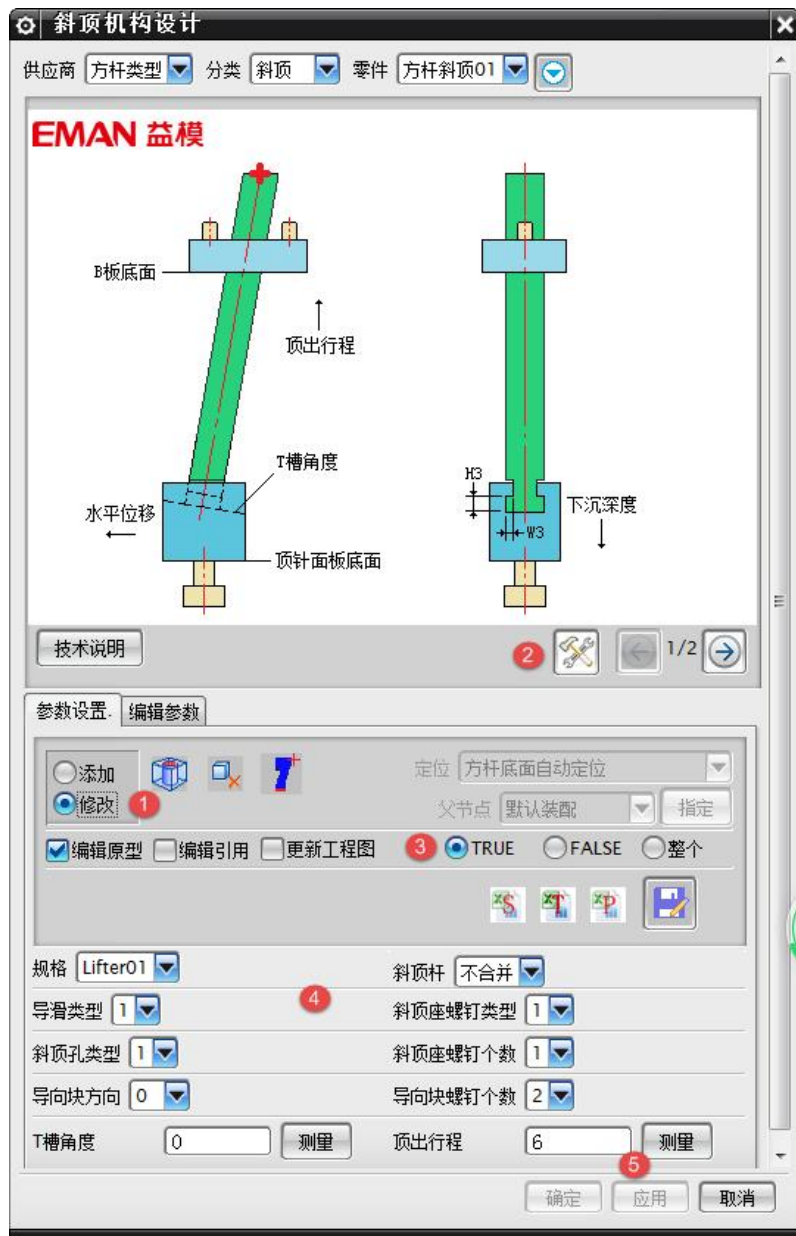 斜顶机构设计
供应商 方杆类型 分类 斜顶 零件 方杆斜顶01
EMAN 益模
B板底面
顶出行程
T槽角度
H3
水平位移
下沉深度
W3
顶针面板底面
技术说明
2
1/2
参数设置. 编辑参数
添加
定位 方杆底面自动定位
修改 1
父节点 默认装配 指定
编辑原型 编辑引用 更新工程图 3 TRUE FALSE 整个
S T P
规格 Lifter01 斜顶杆 不合并
4
导滑类型 1 斜顶座螺钉类型 1
斜顶孔类型 1 斜顶座螺钉个数 1
导向块方向 0 导向块螺钉个数 2
T槽角度 0 测量 顶出行程 6 测量
5
确定 应用 取消